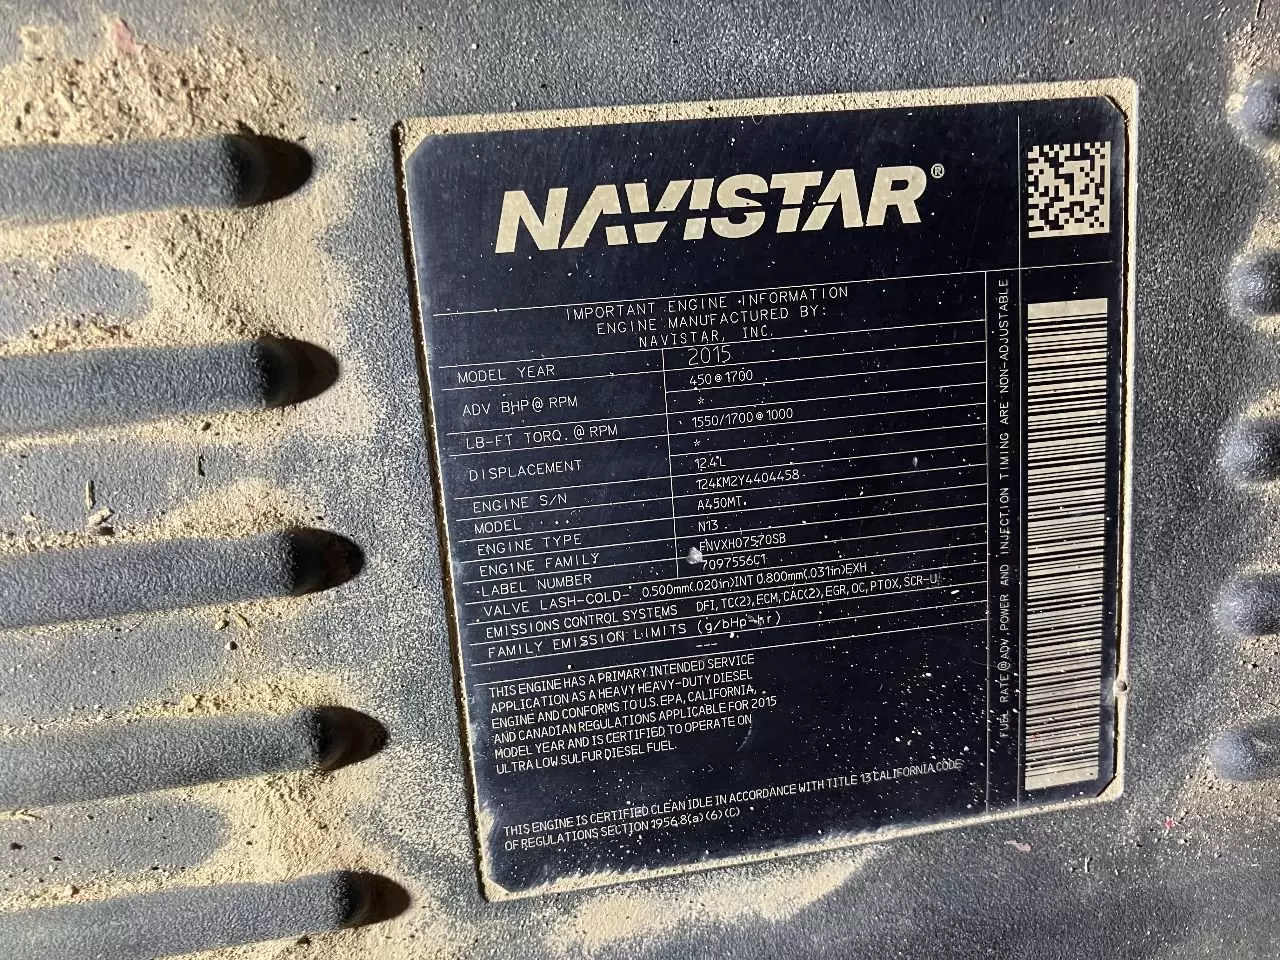 NAVISTAR®
IMPORTANT ENGINE INFORMATION
ENGINE MANUFACTURED BY:
NAVISTAR, INC.
MODEL YEAR 2015
ADV BHP@ RPM 450@1700
*
LB-FT TORQ. @ RPM 1550/1700@1000
*
DISPLACEMENT 12.4L
ENGINE S/N 124KM2Y4404458
MODEL A450MT
ENGINE TYPE N13
ENGINE FAMILY FNVXH07570SB
LABEL NUMBER 7097556C1
VALVE LASH-COLD- 0.500mm(.020in)INT 0.800mm(.031in)EXH
EMISSIONS CONTROL SYSTEMS DFI, TC(2), ECM, CAC(2), EGR, OC, PTOX, SCR-U
FAMILY EMISSION LIMITS (g/bHp-hr)
---
THIS ENGINE HAS A PRIMARY INTENDED SERVICE
APPLICATION AS A HEAVY HEAVY-DUTY DIESEL
ENGINE AND CONFORMS TO U.S. EPA, CALIFORNIA,
AND CANADIAN REGULATIONS APPLICABLE FOR 2015
MODEL YEAR AND IS CERTIFIED TO OPERATE ON
ULTRA LOW SULFUR DIESEL FUEL.
THIS ENGINE IS CERTIFIED CLEAN IDLE IN ACCORDANCE WITH TITLE 13 CALIFORNIA CODE
OF REGULATIONS SECTION 1956.8(a)(6)(C)
FUEL RATE@ADV. POWER AND INJECTION TIMING ARE NON-ADJUSTABLE